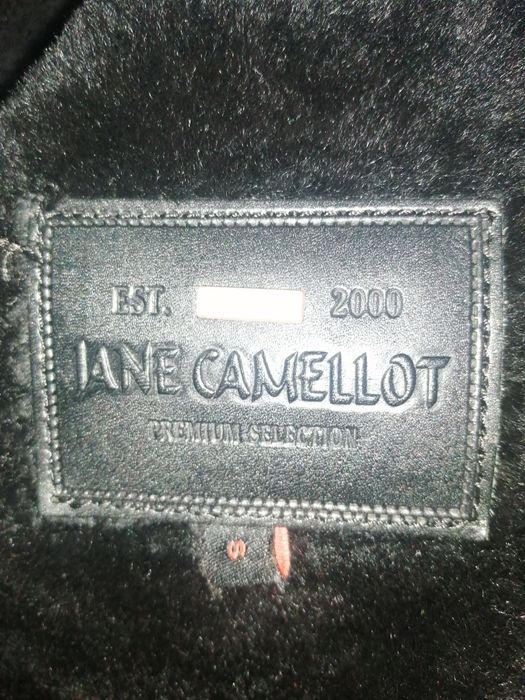 EST. 2000
JANE CAMELLOT
PREMIUM SELECTION
S